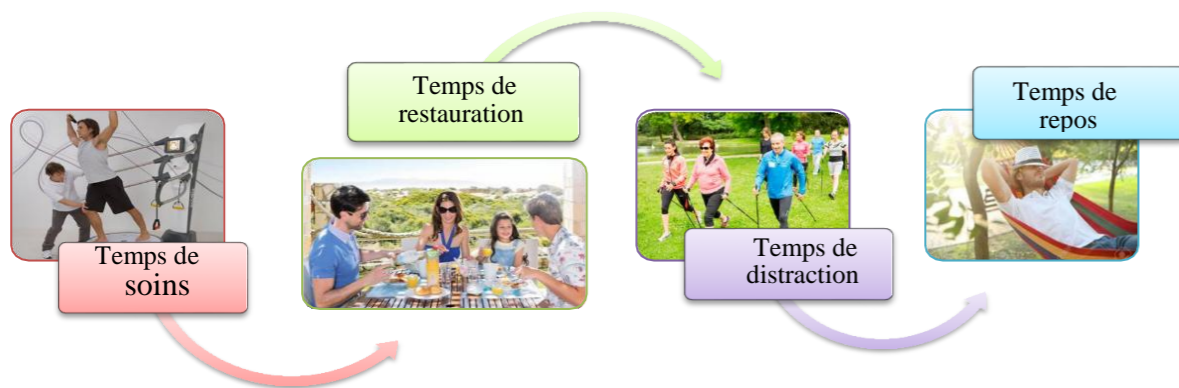 Temps de
soins
Temps de
restauration
Temps de
distraction
Temps de
repos